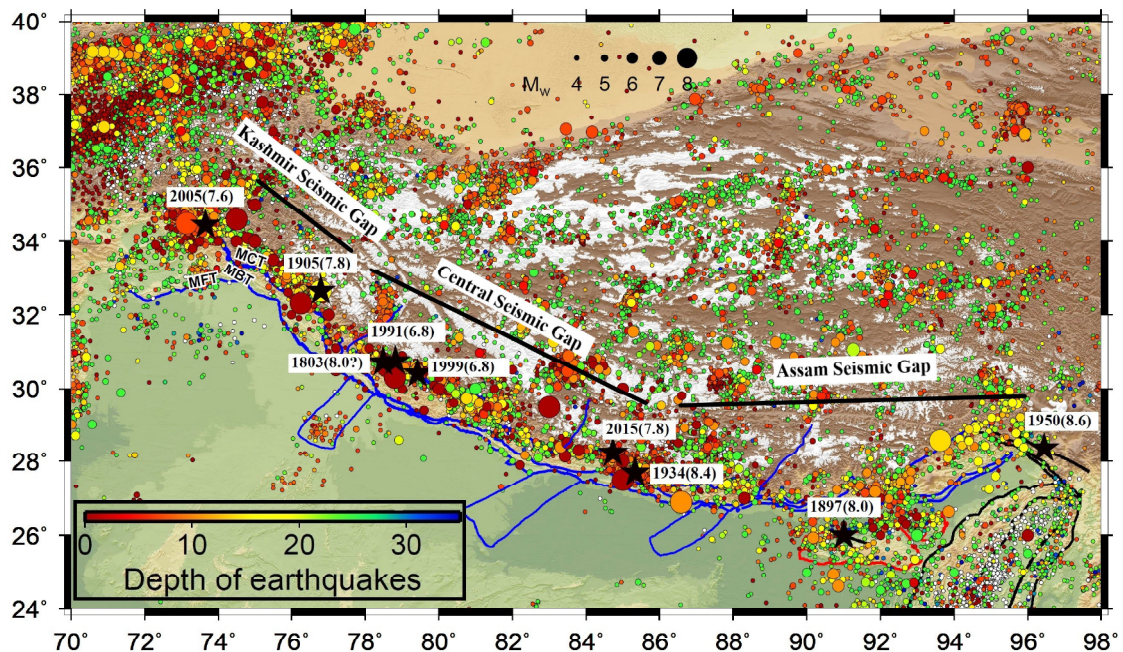 40°
38°
36°
34°
32°
30°
28°
26°
24°
Mw 4 5 6 7 8
Kashmir Seismic Gap
2005(7.6)
MCT
MBT
MFT
1905(7.8)
Central Seismic Gap
1991(6.8)
1803(8.0?)
1999(6.8)
Assam Seismic Gap
2015(7.8)
1934(8.4)
1950(8.6)
1897(8.0)
0 10 20 30
Depth of earthquakes
70° 72° 74° 76° 78° 80° 82° 84° 86° 88° 90° 92° 94° 96° 98°